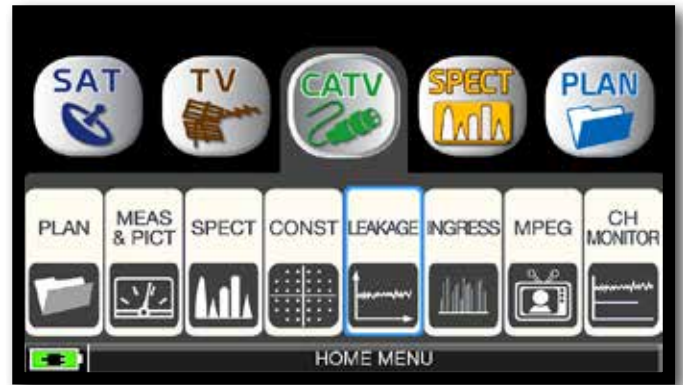 SAT TV CATV SPECT PLAN
PLAN MEAS & PICT SPECT CONST LEAKAGE INGRESS MPEG CH MONITOR
HOME MENU